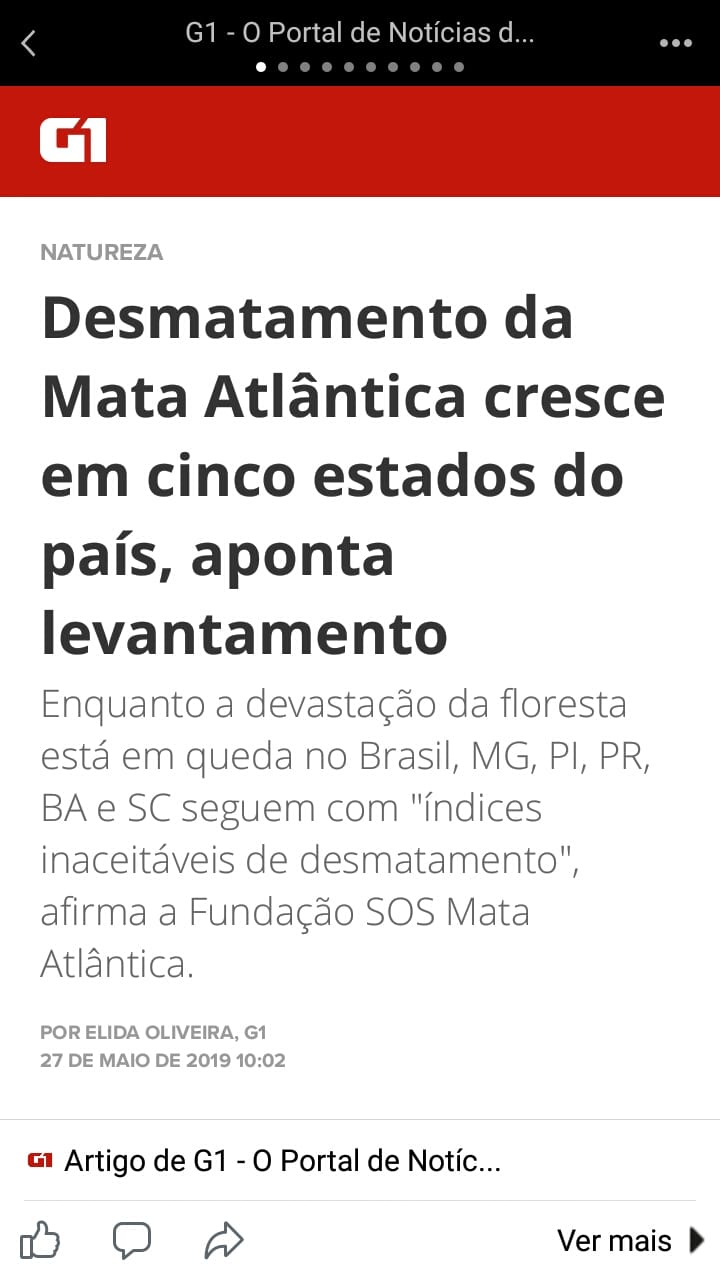 G1 - O Portal de Notícias d...
G1
NATUREZA
Desmatamento da
Mata Atlântica cresce
em cinco estados do
país, aponta
levantamento
Enquanto a devastação da floresta
está em queda no Brasil, MG, PI, PR,
BA e SC seguem com "índices
inaceitáveis de desmatamento",
afirma a Fundação SOS Mata
Atlântica.
POR ELIDA OLIVEIRA, G1
27 DE MAIO DE 2019 10:02
G1 Artigo de G1 - O Portal de Notíc...
Ver mais